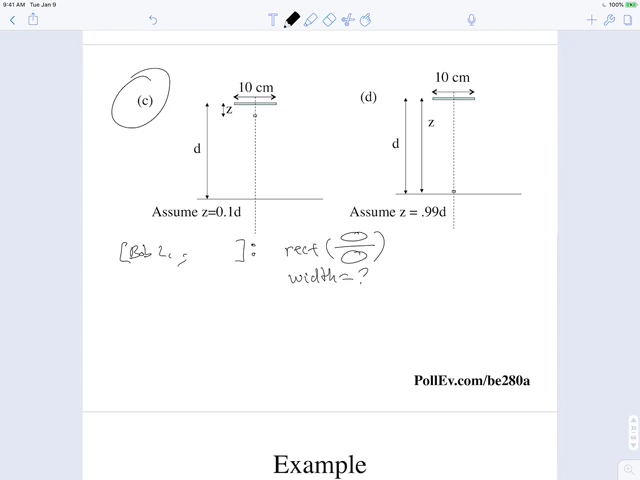 9:41 AM Tue Jan 9
100%
10 cm
10 cm
(c)
(d)
z
z
d
d
Assume z=0.1d
Assume z = .99d
]: rect (
width = ?
PollEv.com/be280a
Example